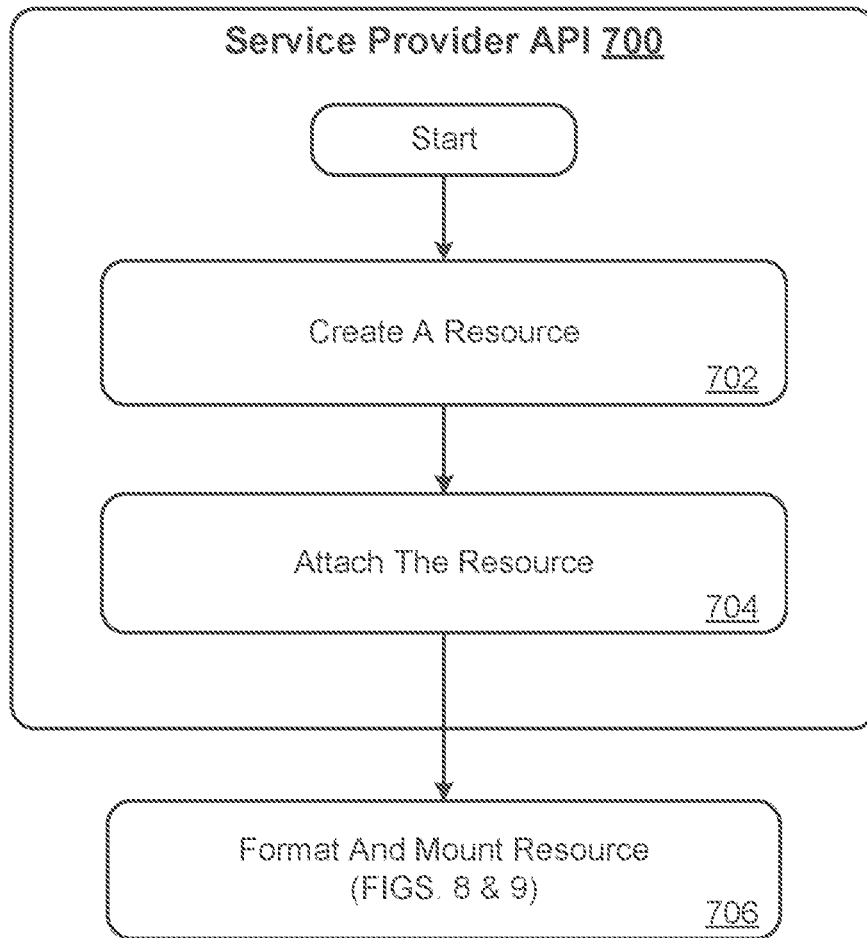 Service Provider API 700
Start
Create A Resource
702
Attach The Resource
704
Format And Mount Resource
(FIGS. 8 & 9)
706